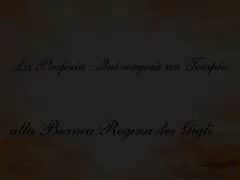 La Profezia : Qui sorgerà un Tempio
alla Bianca Regina dei Gigli ...